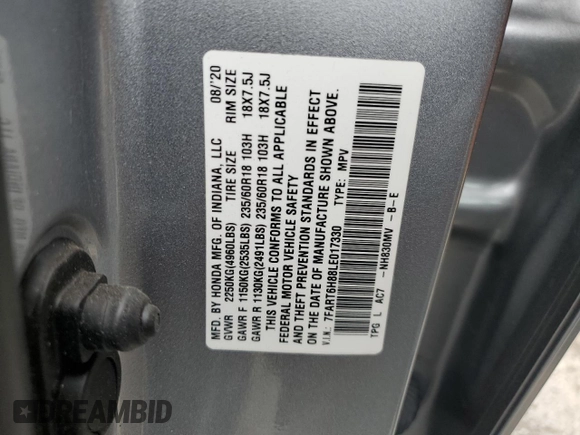 MFD. BY HONDA MFG. OF INDIANA, LLC 08/'20
GVWR 2250KG(4960LBS) TIRE SIZE RIM SIZE
GAWR F 1150KG(2535LBS) 235/60R18 103H 18X7.5J
GAWR R 1130KG(2491LBS) 235/60R18 103H 18X7.5J
THIS VEHICLE CONFORMS TO ALL APPLICABLE
FEDERAL MOTOR VEHICLE SAFETY
AND THEFT PREVENTION STANDARDS IN EFFECT
ON THE DATE OF MANUFACTURE SHOWN ABOVE.
V.I.N.: 7FART6H88LE017330 TYPE: MPV
TPG L AC7 -NH830MV -B-E
DREAMBID